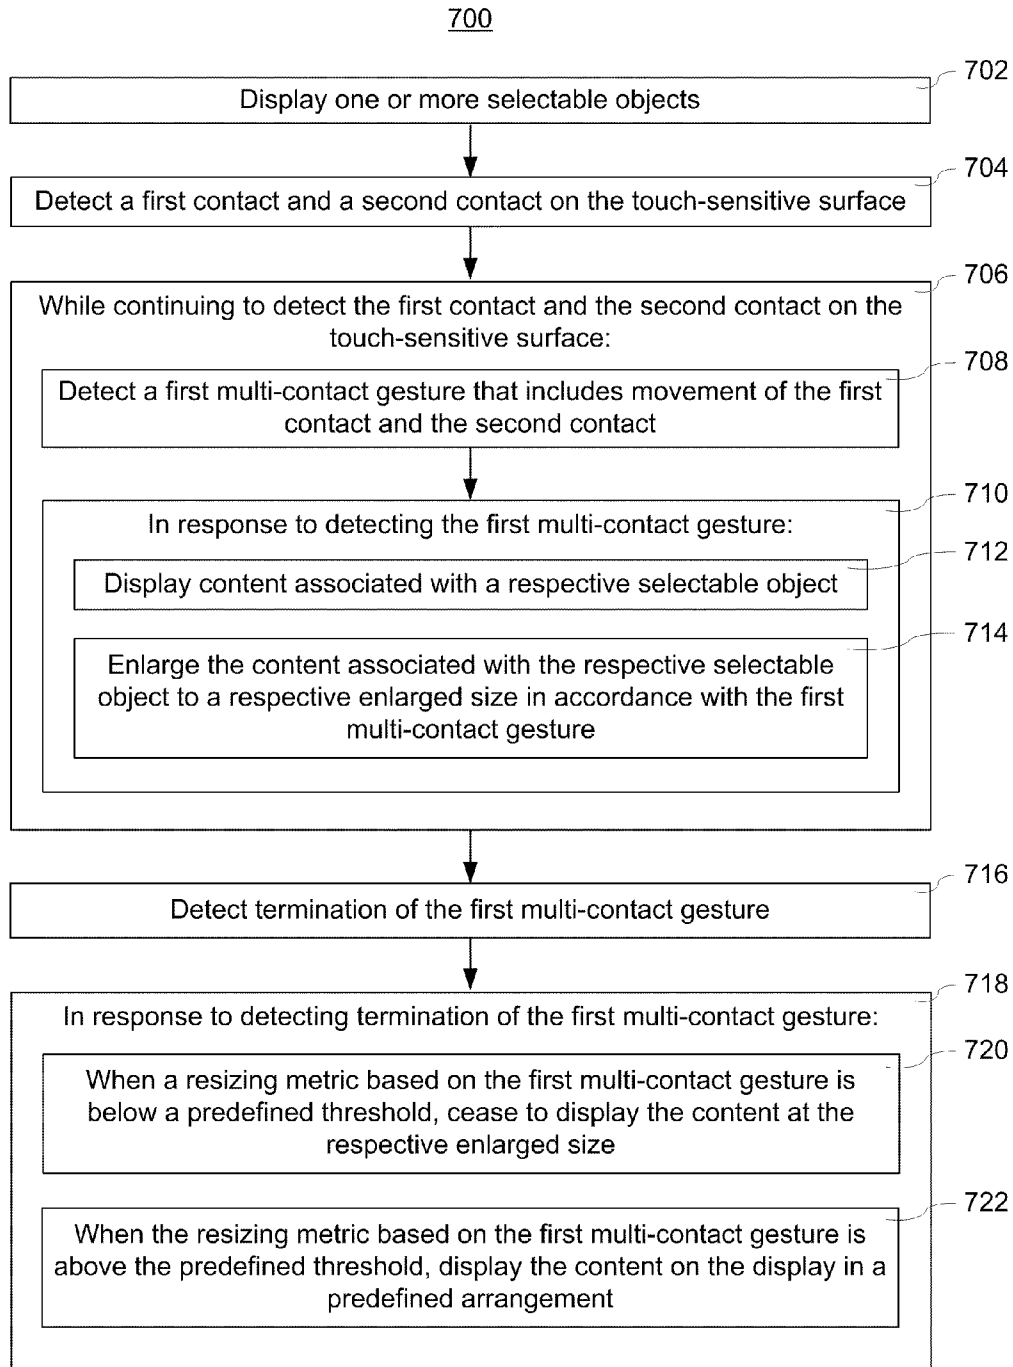 700
702
Display one or more selectable objects
704
Detect a first contact and a second contact on the touch-sensitive surface
706
While continuing to detect the first contact and the second contact on the
touch-sensitive surface:
708
Detect a first multi-contact gesture that includes movement of the first
contact and the second contact
710
In response to detecting the first multi-contact gesture:
712
Display content associated with a respective selectable object
714
Enlarge the content associated with the respective selectable
object to a respective enlarged size in accordance with the first
multi-contact gesture
716
Detect termination of the first multi-contact gesture
718
In response to detecting termination of the first multi-contact gesture:
720
When a resizing metric based on the first multi-contact gesture is
below a predefined threshold, cease to display the content at the
respective enlarged size
722
When the resizing metric based on the first multi-contact gesture is
above the predefined threshold, display the content on the display in a
predefined arrangement